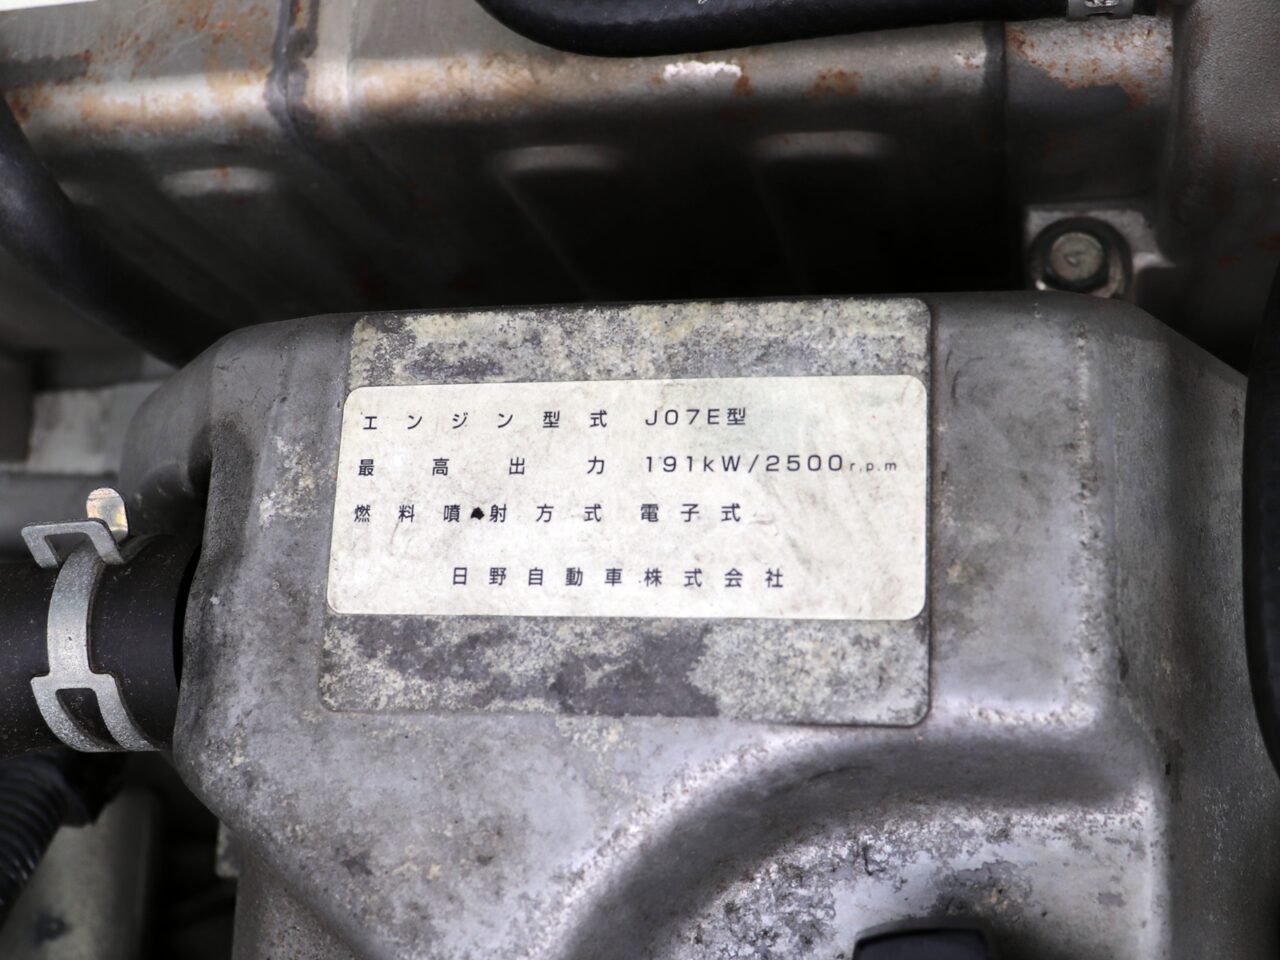 エンジン型式 J07E型
最高出力 191kW/2500r.p.m
燃料噴射方式 電子式
日野自動車株式会社